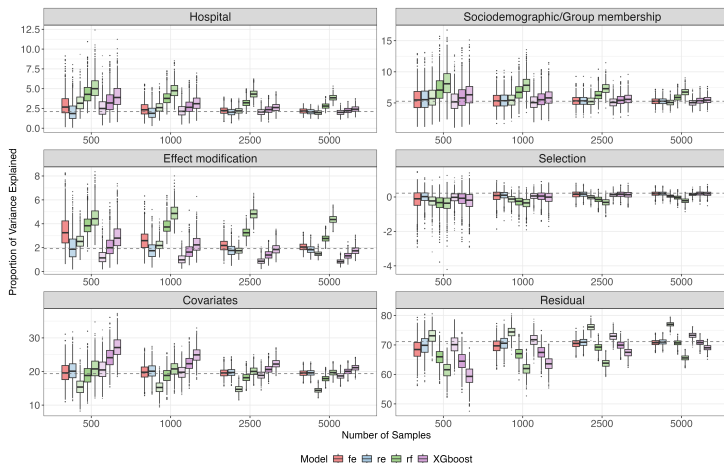 Hospital
Sociodemographic/Group membership
12.5
10.0
7.5
5.0
2.5
0.0
15
10
5
500 1000 2500 5000
500 1000 2500 5000
Effect modification
Selection
8
6
4
2
0
0
-2
-4
500 1000 2500 5000
500 1000 2500 5000
Covariates
Residual
30
20
10
80
70
60
50
500 1000 2500 5000
500 1000 2500 5000
Proportion of Variance Explained
Number of Samples
Model fe re rf XGboost